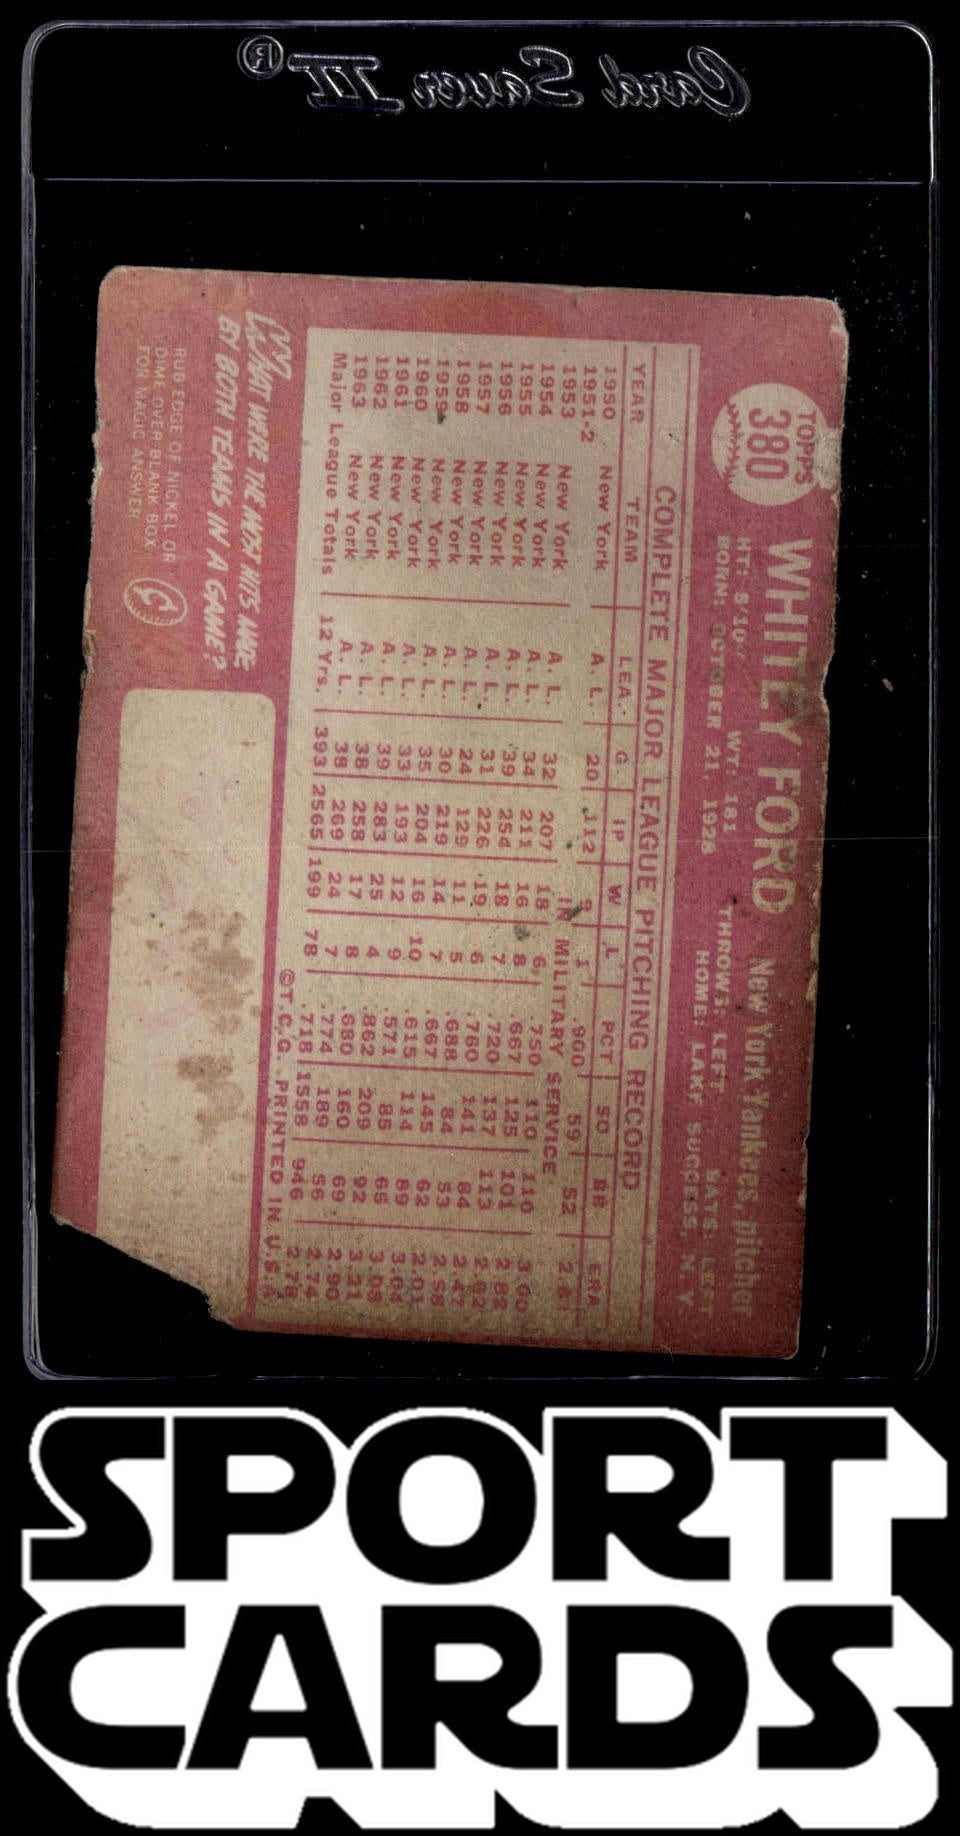 Card Saver II®
TOPPS
380
WHITEY FORD New York Yankees, pitcher
HT: 5/10" WT: 181 THROWS: LEFT BATS: LEFT
BORN: OCTOBER 21, 1928 HOME: LAKE SUCCESS, N. Y.
COMPLETE MAJOR LEAGUE PITCHING RECORD
YEAR TEAM LEA. G. IP W L PCT SO BB ERA
1950 New York A. L. 20 112 9 1 .900 59 52 2.81
1951-2 IN MILITARY SERVICE
1953 New York A. L. 32 207 18 6 .750 110 110 3.00
1954 New York A. L. 34 211 16 8 .667 125 101 2.82
1955 New York A. L. 39 254 18 7 .720 137 113 2.62
1956 New York A. L. 31 226 19 6 .760 141 84 2.47
1957 New York A. L. 24 129 11 5 .688 84 53 2.58
1958 New York A. L. 30 219 14 7 .667 145 62 2.01
1959 New York A. L. 35 204 16 10 .615 114 89 3.04
1960 New York A. L. 33 193 12 9 .571 85 65 3.08
1961 New York A. L. 39 283 25 4 .862 209 92 3.21
1962 New York A. L. 38 258 17 8 .680 160 69 2.90
1963 New York A. L. 38 269 24 7 .774 189 56 2.74
Major League Totals 12 Yrs. 393 2565 199 78 .718 1558 946 2.78
©T.C.G. PRINTED IN U.S.A.
WHAT WERE THE MOST HITS MADE
BY BOTH TEAMS IN A GAME?
RUB EDGE OF NICKEL OR
DIME OVER BLANK BOX
FOR MAGIC ANSWER
SPORT
CARDS